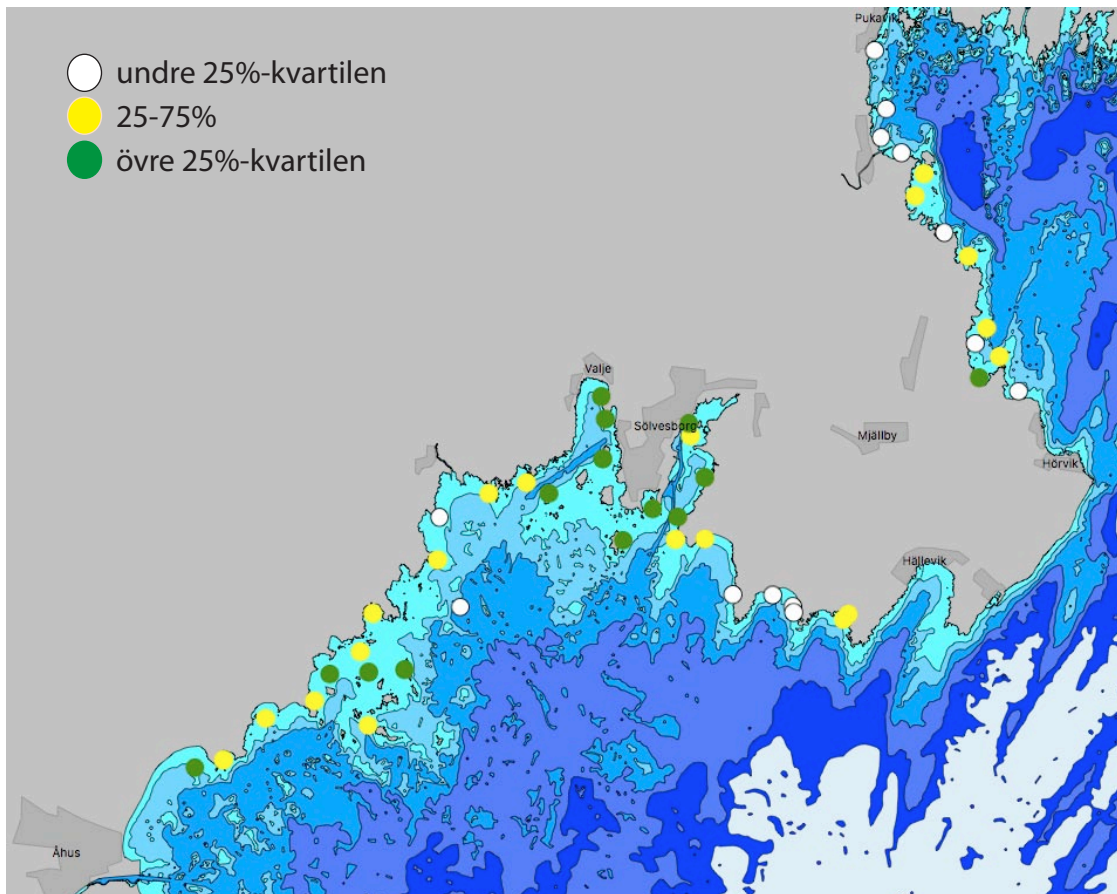 Pukavik
undre 25%-kvartilen
25-75%
övre 25%-kvartilen
Valje
Sölvesborg
Mjällby
Hörvik
Hällevik
Åhus